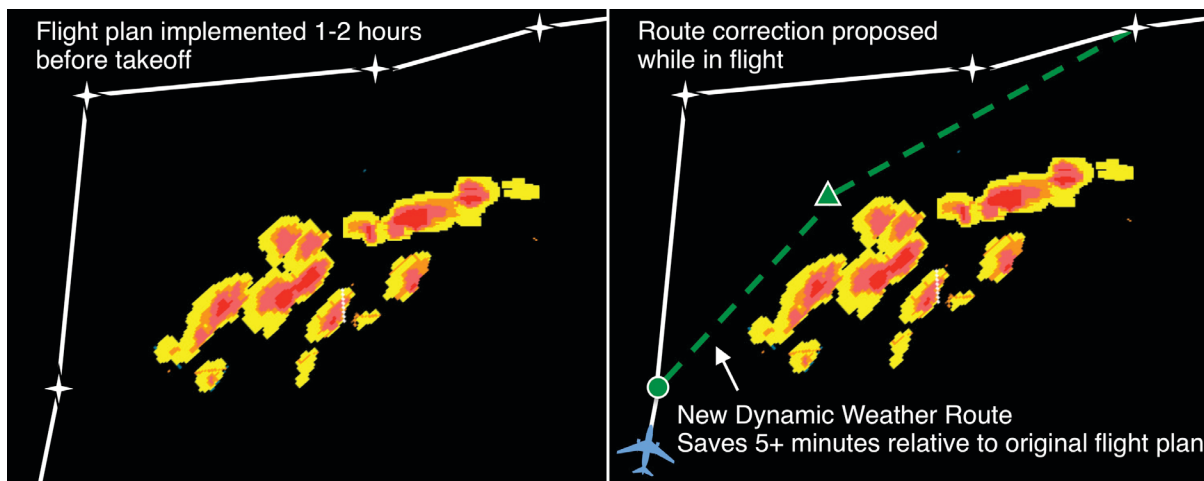 Flight plan implemented 1-2 hours
before takeoff
Route correction proposed
while in flight
New Dynamic Weather Route
Saves 5+ minutes relative to original flight plan